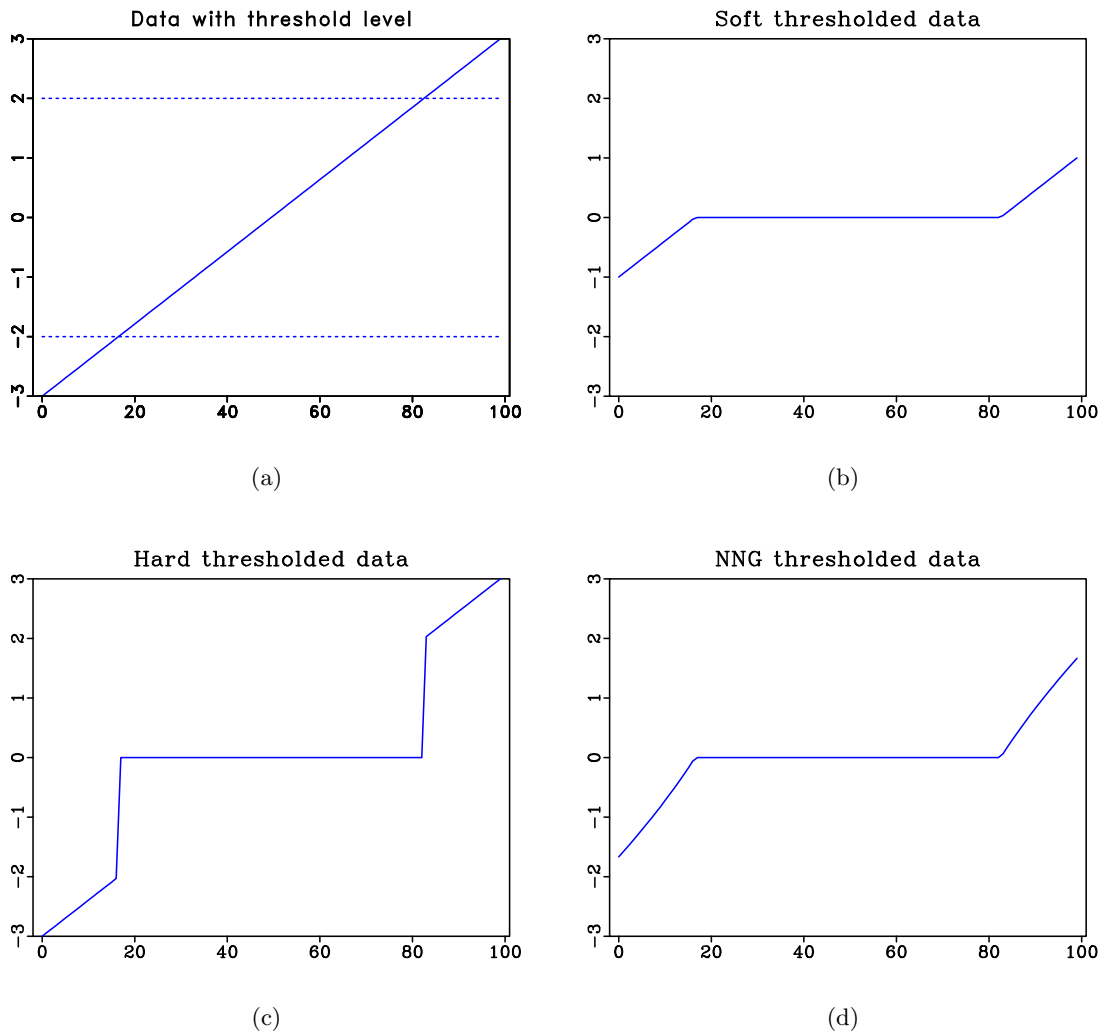 Data with threshold level
3
2
1
0
−1
−2
−3
0 20 40 60 80 100
(a)
Soft thresholded data
3
2
1
0
−1
−2
−3
0 20 40 60 80 100
(b)
Hard thresholded data
3
2
1
0
−1
−2
−3
0 20 40 60 80 100
(c)
NNG thresholded data
3
2
1
0
−1
−2
−3
0 20 40 60 80 100
(d)